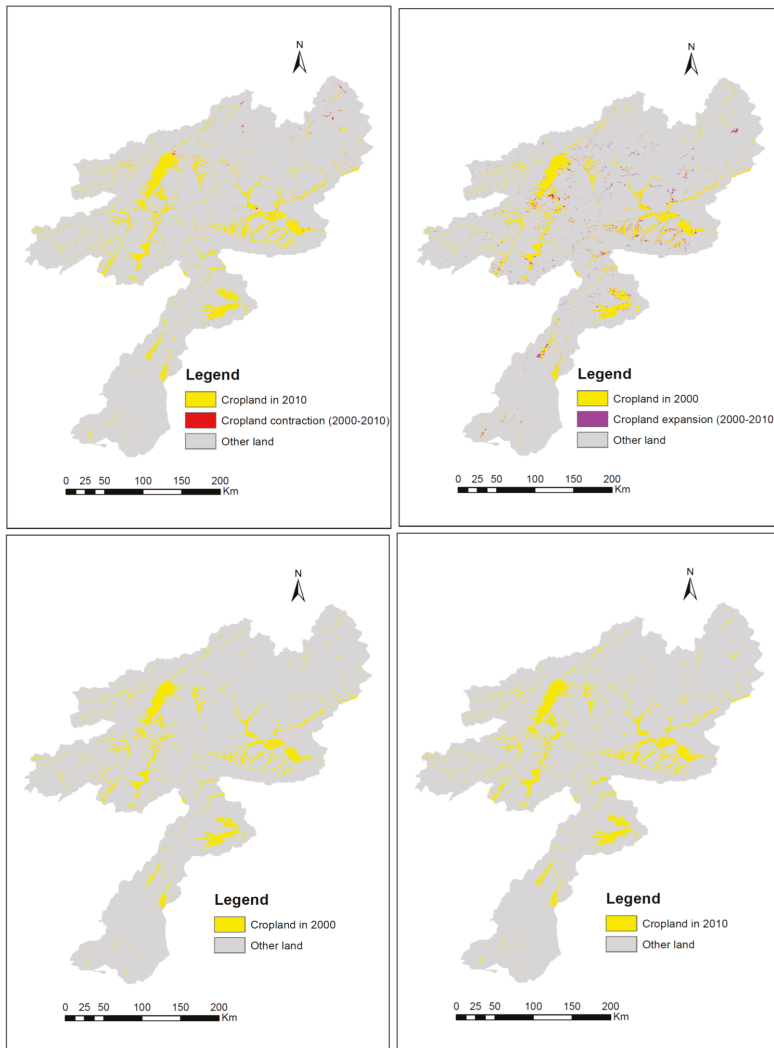 N
Legend
Cropland in 2010
Cropland contraction (2000-2010)
Other land
0 25 50 100 150 200
Km
N
Legend
Cropland in 2000
Cropland expansion (2000-2010
Other land
0 25 50 100 150 200
Km
N
Legend
Cropland in 2000
Other land
0 25 50 100 150 200
Km
N
Legend
Cropland in 2010
Other land
0 25 50 100 150 200
Km